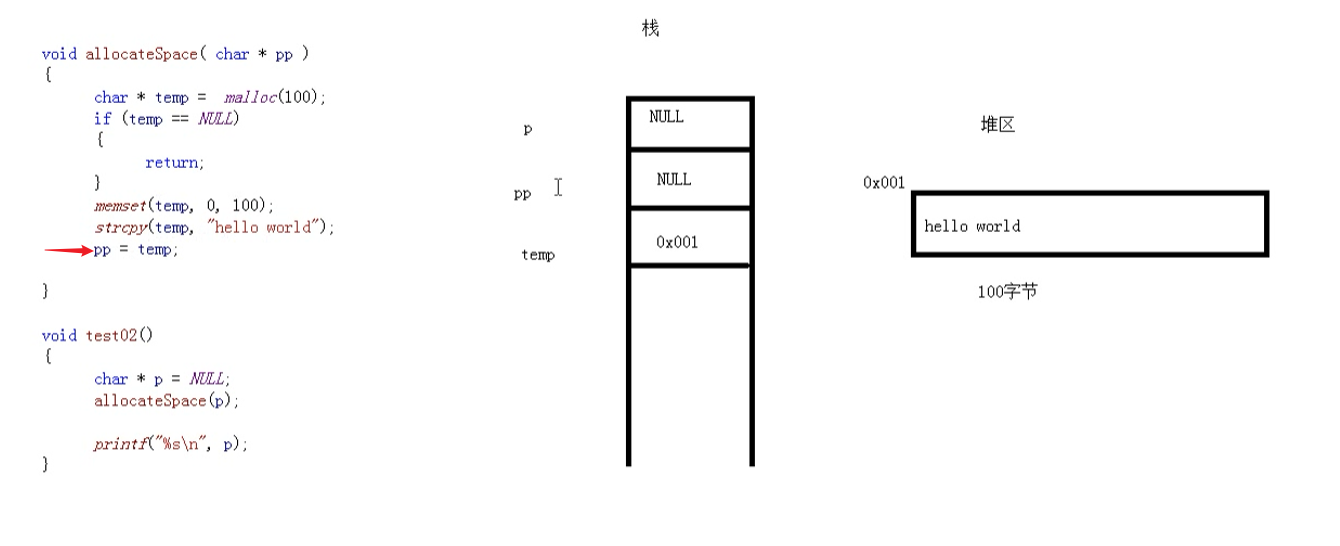 void allocateSpace( char * pp )
{
char * temp = malloc(100);
if (temp == NULL)
{
return;
}
memset(temp, 0, 100);
strcpy(temp, "hello world");
pp = temp;
}
void test02()
{
char * p = NULL;
allocateSpace(p);
printf("%s\n", p);
}
栈
p
NULL
pp
NULL
temp
0x001
堆区
0x001
hello world
100字节